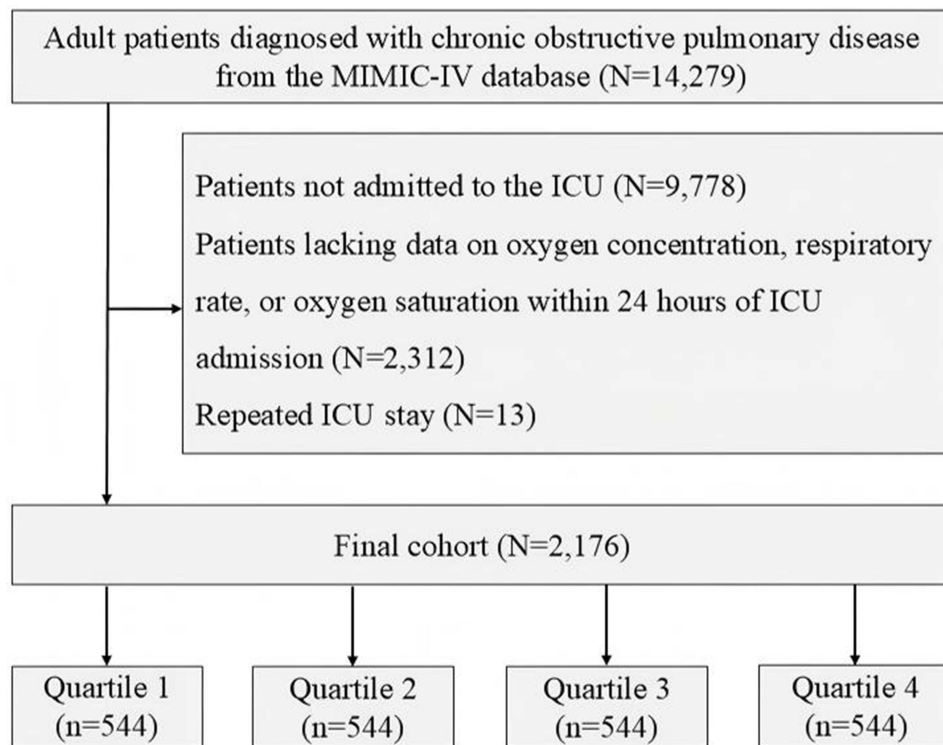 Adult patients diagnosed with chronic obstructive pulmonary disease
from the MIMIC-IV database (N=14,279)
Patients not admitted to the ICU (N=9,778)
Patients lacking data on oxygen concentration, respiratory
rate, or oxygen saturation within 24 hours of ICU
admission (N=2,312)
Repeated ICU stay (N=13)
Final cohort (N=2,176)
Quartile 1
(n=544)
Quartile 2
(n=544)
Quartile 3
(n=544)
Quartile 4
(n=544)